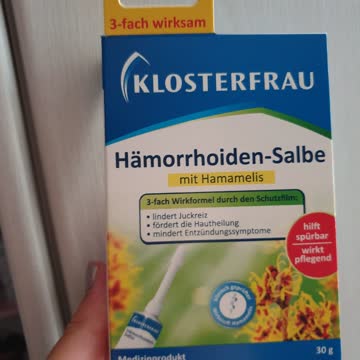 3-fach wirksam
KLOSTERFRAU
Hämorrhoiden-Salbe
mit Hamamelis
3-fach Wirkformel durch den Schutzfilm:
• lindert Juckreiz
• fördert die Hautheilung
• mindert Entzündungssymptome
hilft
spürbar
wirkt
pflegend
KLOSTERFRAU
Medizinprodukt
30 g